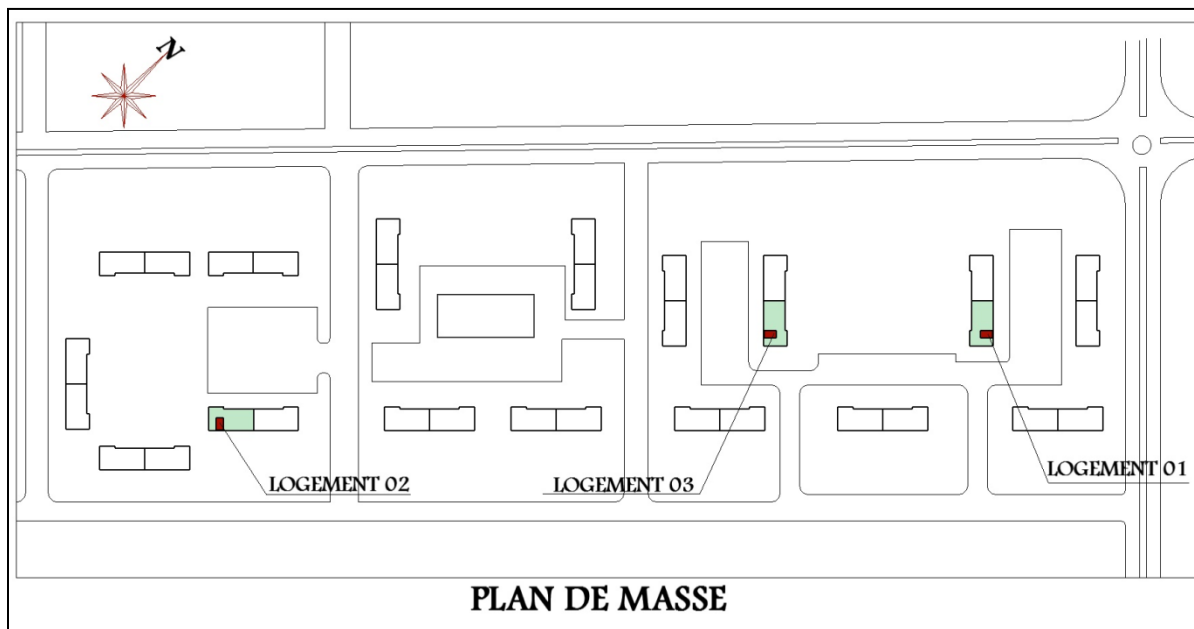 N
LOGEMENT 01
LOGEMENT 02
LOGEMENT 03
PLAN DE MASSE